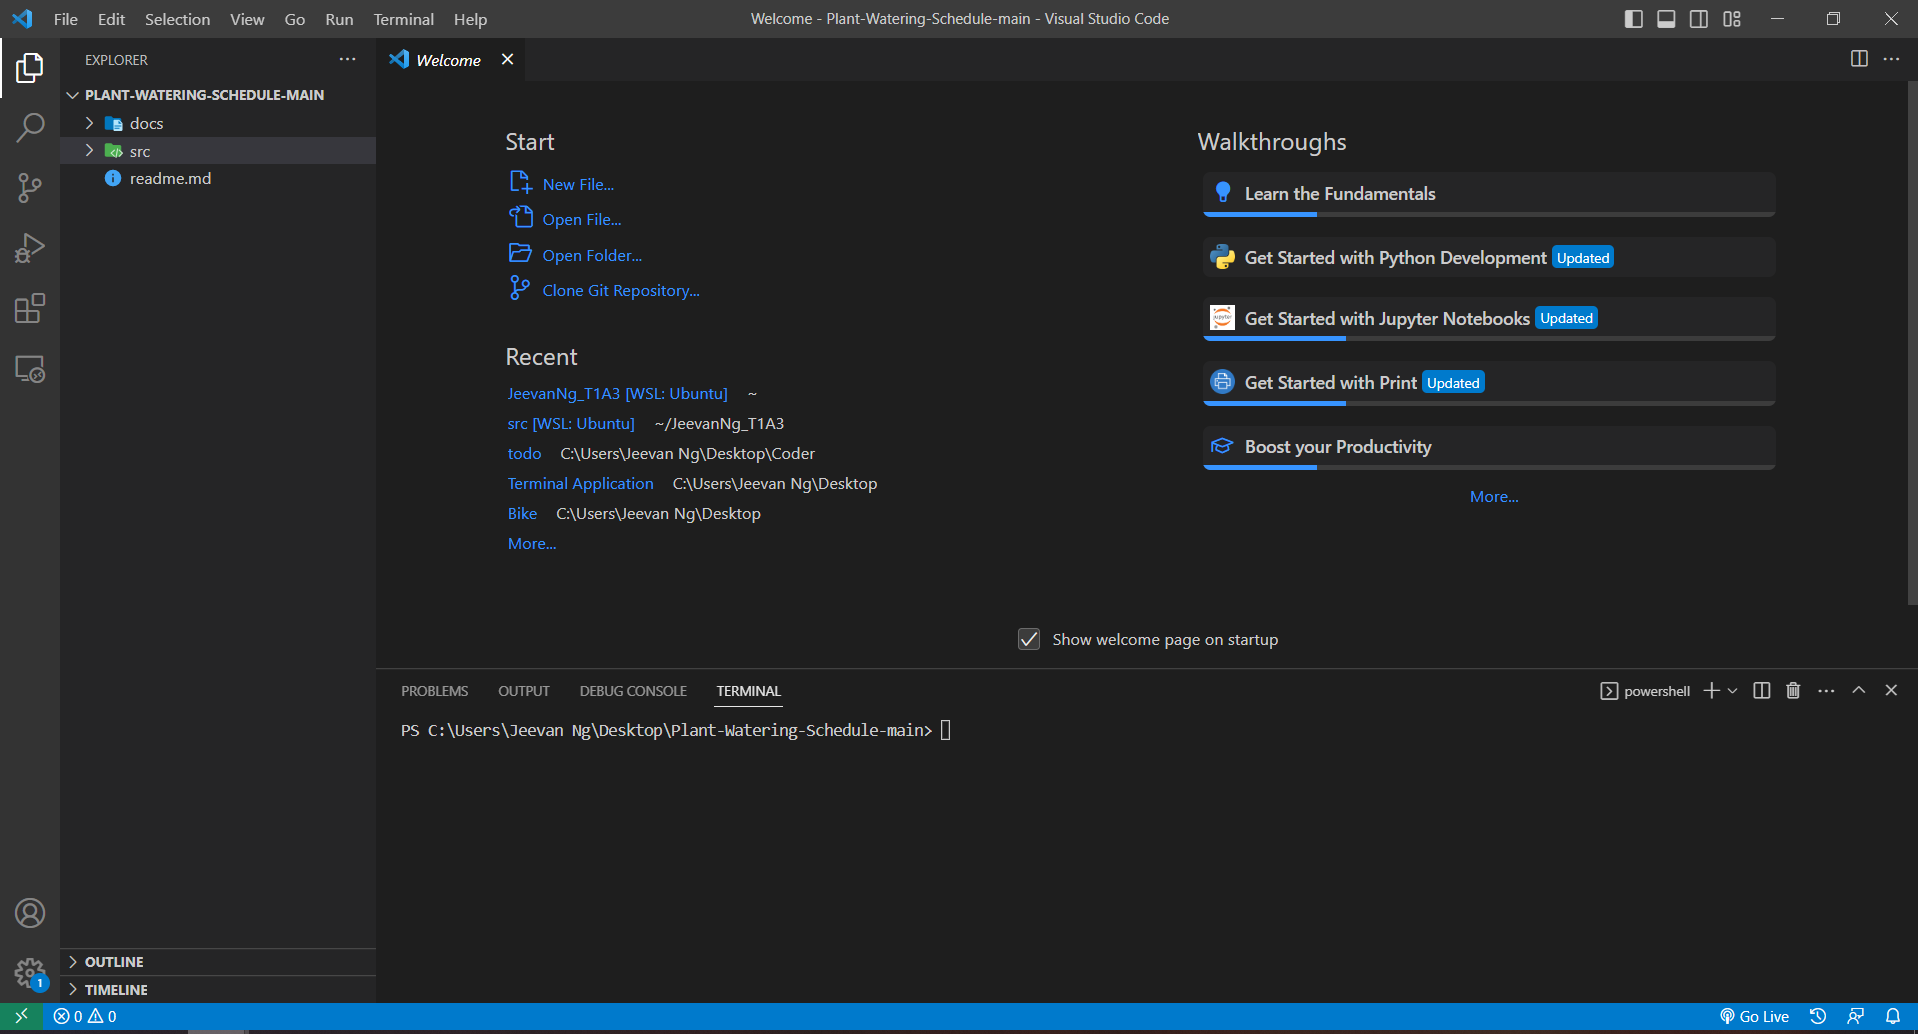 File Edit Selection View Go Run Terminal Help
Welcome - Plant-Watering-Schedule-main - Visual Studio Code
EXPLORER
PLANT-WATERING-SCHEDULE-MAIN
docs
src
readme.md
OUTLINE
TIMELINE
Welcome
Start
New File...
Open File...
Open Folder...
Clone Git Repository...
Recent
JeevanNg_T1A3 [WSL: Ubuntu] ~
src [WSL: Ubuntu] ~/JeevanNg_T1A3
todo C:\Users\Jeevan Ng\Desktop\Coder
Terminal Application C:\Users\Jeevan Ng\Desktop
Bike C:\Users\Jeevan Ng\Desktop
More...
Walkthroughs
Learn the Fundamentals
Get Started with Python Development Updated
jupyter
Get Started with Jupyter Notebooks Updated
Get Started with Print Updated
Boost your Productivity
More...
Show welcome page on startup
PROBLEMS OUTPUT DEBUG CONSOLE TERMINAL
powershell
PS C:\Users\Jeevan Ng\Desktop\Plant-Watering-Schedule-main>
1
0 0
Go Live